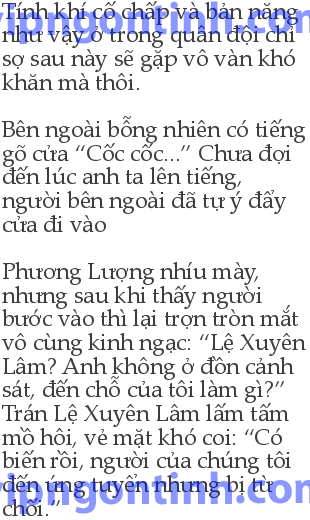 Tính khí cố chấp và bản năng
như vậy ở trong quân đội chỉ
sợ sau này sẽ gặp vô vàn khó
khăn mà thôi.
Bên ngoài bỗng nhiên có tiếng
gõ cửa “Cốc cốc...” Chưa đợi
đến lúc anh ta lên tiếng,
người bên ngoài đã tự ý đẩy
cửa đi vào
Phương Lượng nhíu mày,
nhưng sau khi thấy người
bước vào thì lại trợn tròn mắt
vô cùng kinh ngạc: “Lệ Xuyên
Lâm? Anh không ở đồn cảnh
sát, đến chỗ của tôi làm gì?”
Trán Lệ Xuyên Lâm lấm tấm
mồ hôi, vẻ mặt khó coi: “Có
biến rồi, người của chúng tôi
đến ứng tuyển nhưng bị từ
chối.”
vipngontinh.com
vipngontinh.com